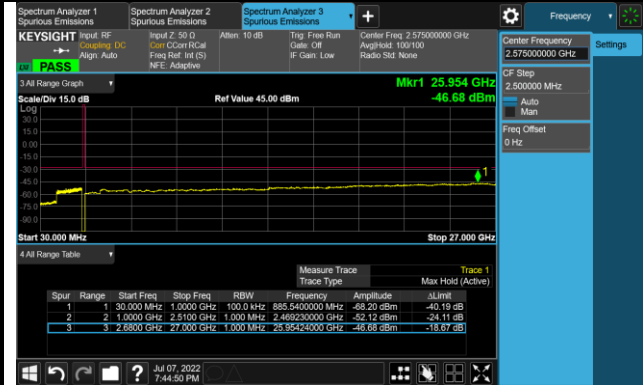 Spectrum Analyzer 1
Spurious Emissions
Spectrum Analyzer 2
Spurious Emissions
Spectrum Analyzer 3
Spurious Emissions
Frequency
KEYSIGHT
Input: RF
Coupling: DC
Align: Auto
Input Z: 50 Ω
Corr CCorr RCal
Freq Ref: Int (S)
NFE: Adaptive
Atten: 10 dB
Trig: Free Run
Gate: Off
IF Gain: Low
Center Freq: 2.575000000 GHz
Avg|Hold: 100/100
Radio Std: None
PASS
Center Frequency
2.575000000 GHz
Settings
CF Step
2.500000 MHz
Auto
Man
Freq Offset
0 Hz
3 All Range Graph
Mkr1 25.954 GHz
Scale/Div 15.0 dB
Ref Value 45.00 dBm
-46.68 dBm
Log
30.0
15.0
0.00
-15.0
-30.0
-45.0
-60.0
-75.0
-90.0
1
Start 30.000 MHz
Stop 27.000 GHz
4 All Range Table
Measure Trace Trace 1
Trace Type Max Hold (Active)
Spur Range Start Freq Stop Freq RBW Frequency Amplitude ΔLimit
1 1 30.000 MHz 1.0000 GHz 100.0 kHz 885.5400000 MHz -68.20 dBm -40.19 dB
2 2 1.0000 GHz 2.5100 GHz 1.000 MHz 2.469230000 GHz -52.12 dBm -24.11 dB
3 3 2.6800 GHz 27.000 GHz 1.000 MHz 25.95424000 GHz -46.68 dBm -18.67 dB
Jul 07, 2022
7:44:50 PM